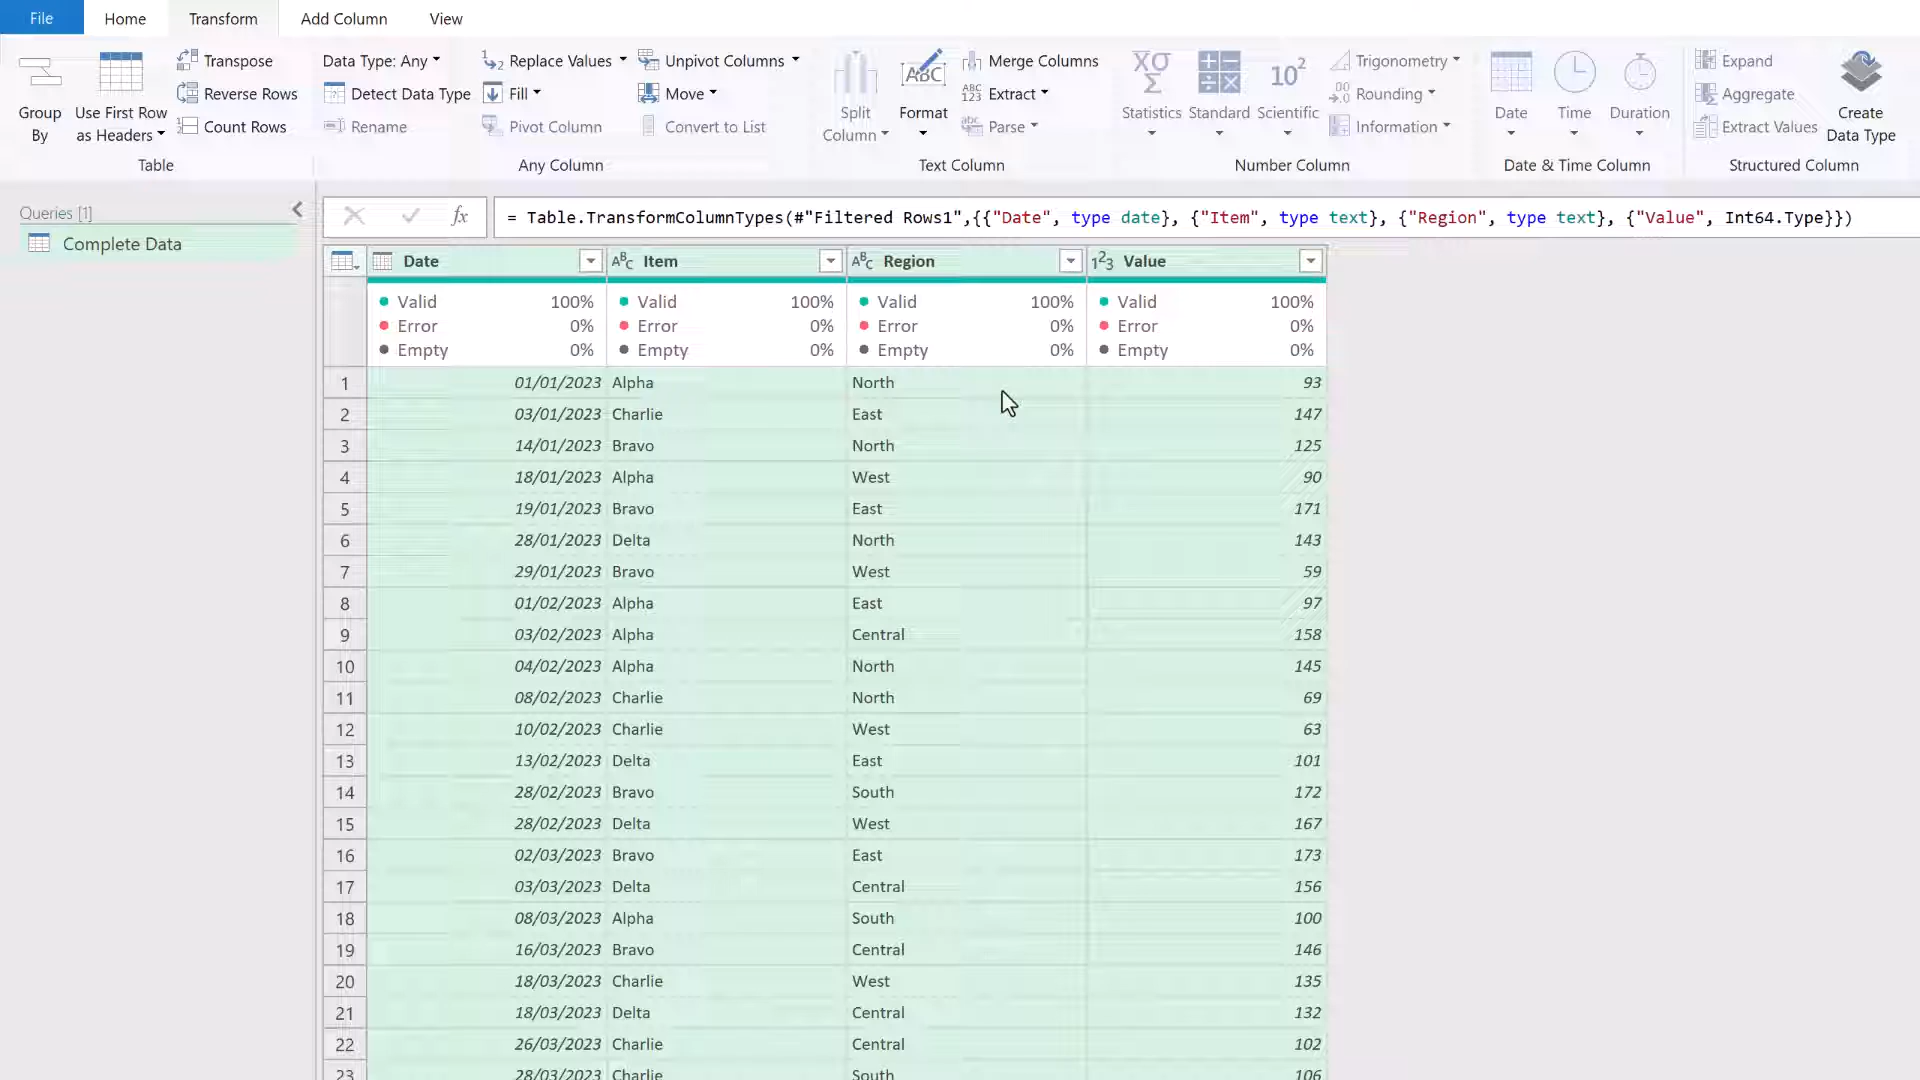 File Home Transform Add Column View
Group By
Use First Row as Headers
Transpose
Reverse Rows
Count Rows
Table
Data Type: Any
Detect Data Type
Rename
Replace Values
Fill
Pivot Column
Unpivot Columns
Move
Convert to List
Any Column
Split Column
ABC
Format
Merge Columns
ABC 123 Extract
abc Parse
Text Column
XΟ Σ
Statistics
Standard
10² Scientific
Trigonometry
.00 →.0 Rounding
Information
Number Column
Date
Time
Duration
Date & Time Column
Expand
Aggregate
Extract Values
Structured Column
Create Data Type
Queries [1]
Complete Data
fx
= Table.TransformColumnTypes(#"Filtered Rows1",{{"Date", type date}, {"Item", type text}, {"Region", type text}, {"Value", Int64.Type}})
Date ABC Item ABC Region 123 Value
Valid 100% Valid 100% Valid 100% Valid 100%
Error 0% Error 0% Error 0% Error 0%
Empty 0% Empty 0% Empty 0% Empty 0%
1 01/01/2023 Alpha North 93
2 03/01/2023 Charlie East 147
3 14/01/2023 Bravo North 125
4 18/01/2023 Alpha West 90
5 19/01/2023 Bravo East 171
6 28/01/2023 Delta North 143
7 29/01/2023 Bravo West 59
8 01/02/2023 Alpha East 97
9 03/02/2023 Alpha Central 158
10 04/02/2023 Alpha North 145
11 08/02/2023 Charlie North 69
12 10/02/2023 Charlie West 63
13 13/02/2023 Delta East 101
14 28/02/2023 Bravo South 172
15 28/02/2023 Delta West 167
16 02/03/2023 Bravo East 173
17 03/03/2023 Delta Central 156
18 08/03/2023 Alpha South 100
19 16/03/2023 Bravo Central 146
20 18/03/2023 Charlie West 135
21 18/03/2023 Delta Central 132
22 26/03/2023 Charlie Central 102
23 28/03/2023 Charlie South 106